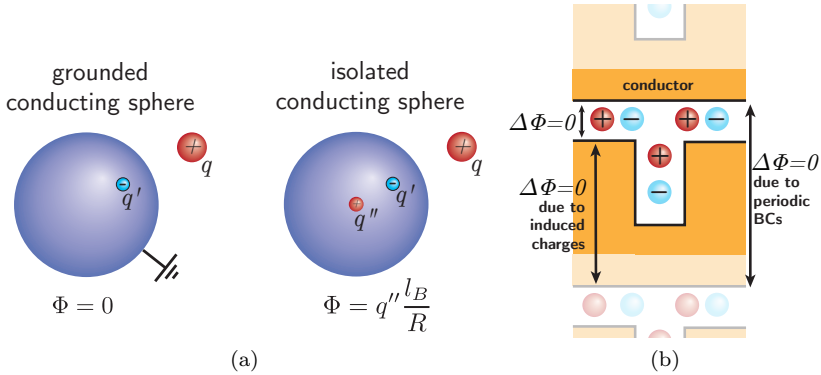 grounded
conducting sphere
+
q
-
q′
Φ = 0
(a)
isolated
conducting sphere
+
q
-
q′
+
q″
Φ = q″ l_B / R
conductor
ΔΦ=0
+ − + −
+
−
ΔΦ=0
due to
induced
charges
ΔΦ=0
due to
periodic
BCs
(b)